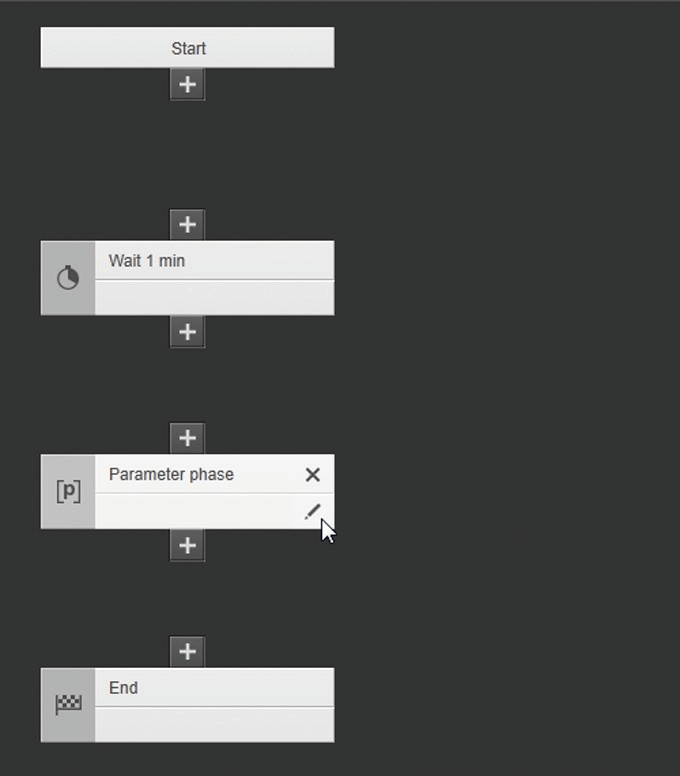 Start
Wait 1 min
Parameter phase
[p]
End